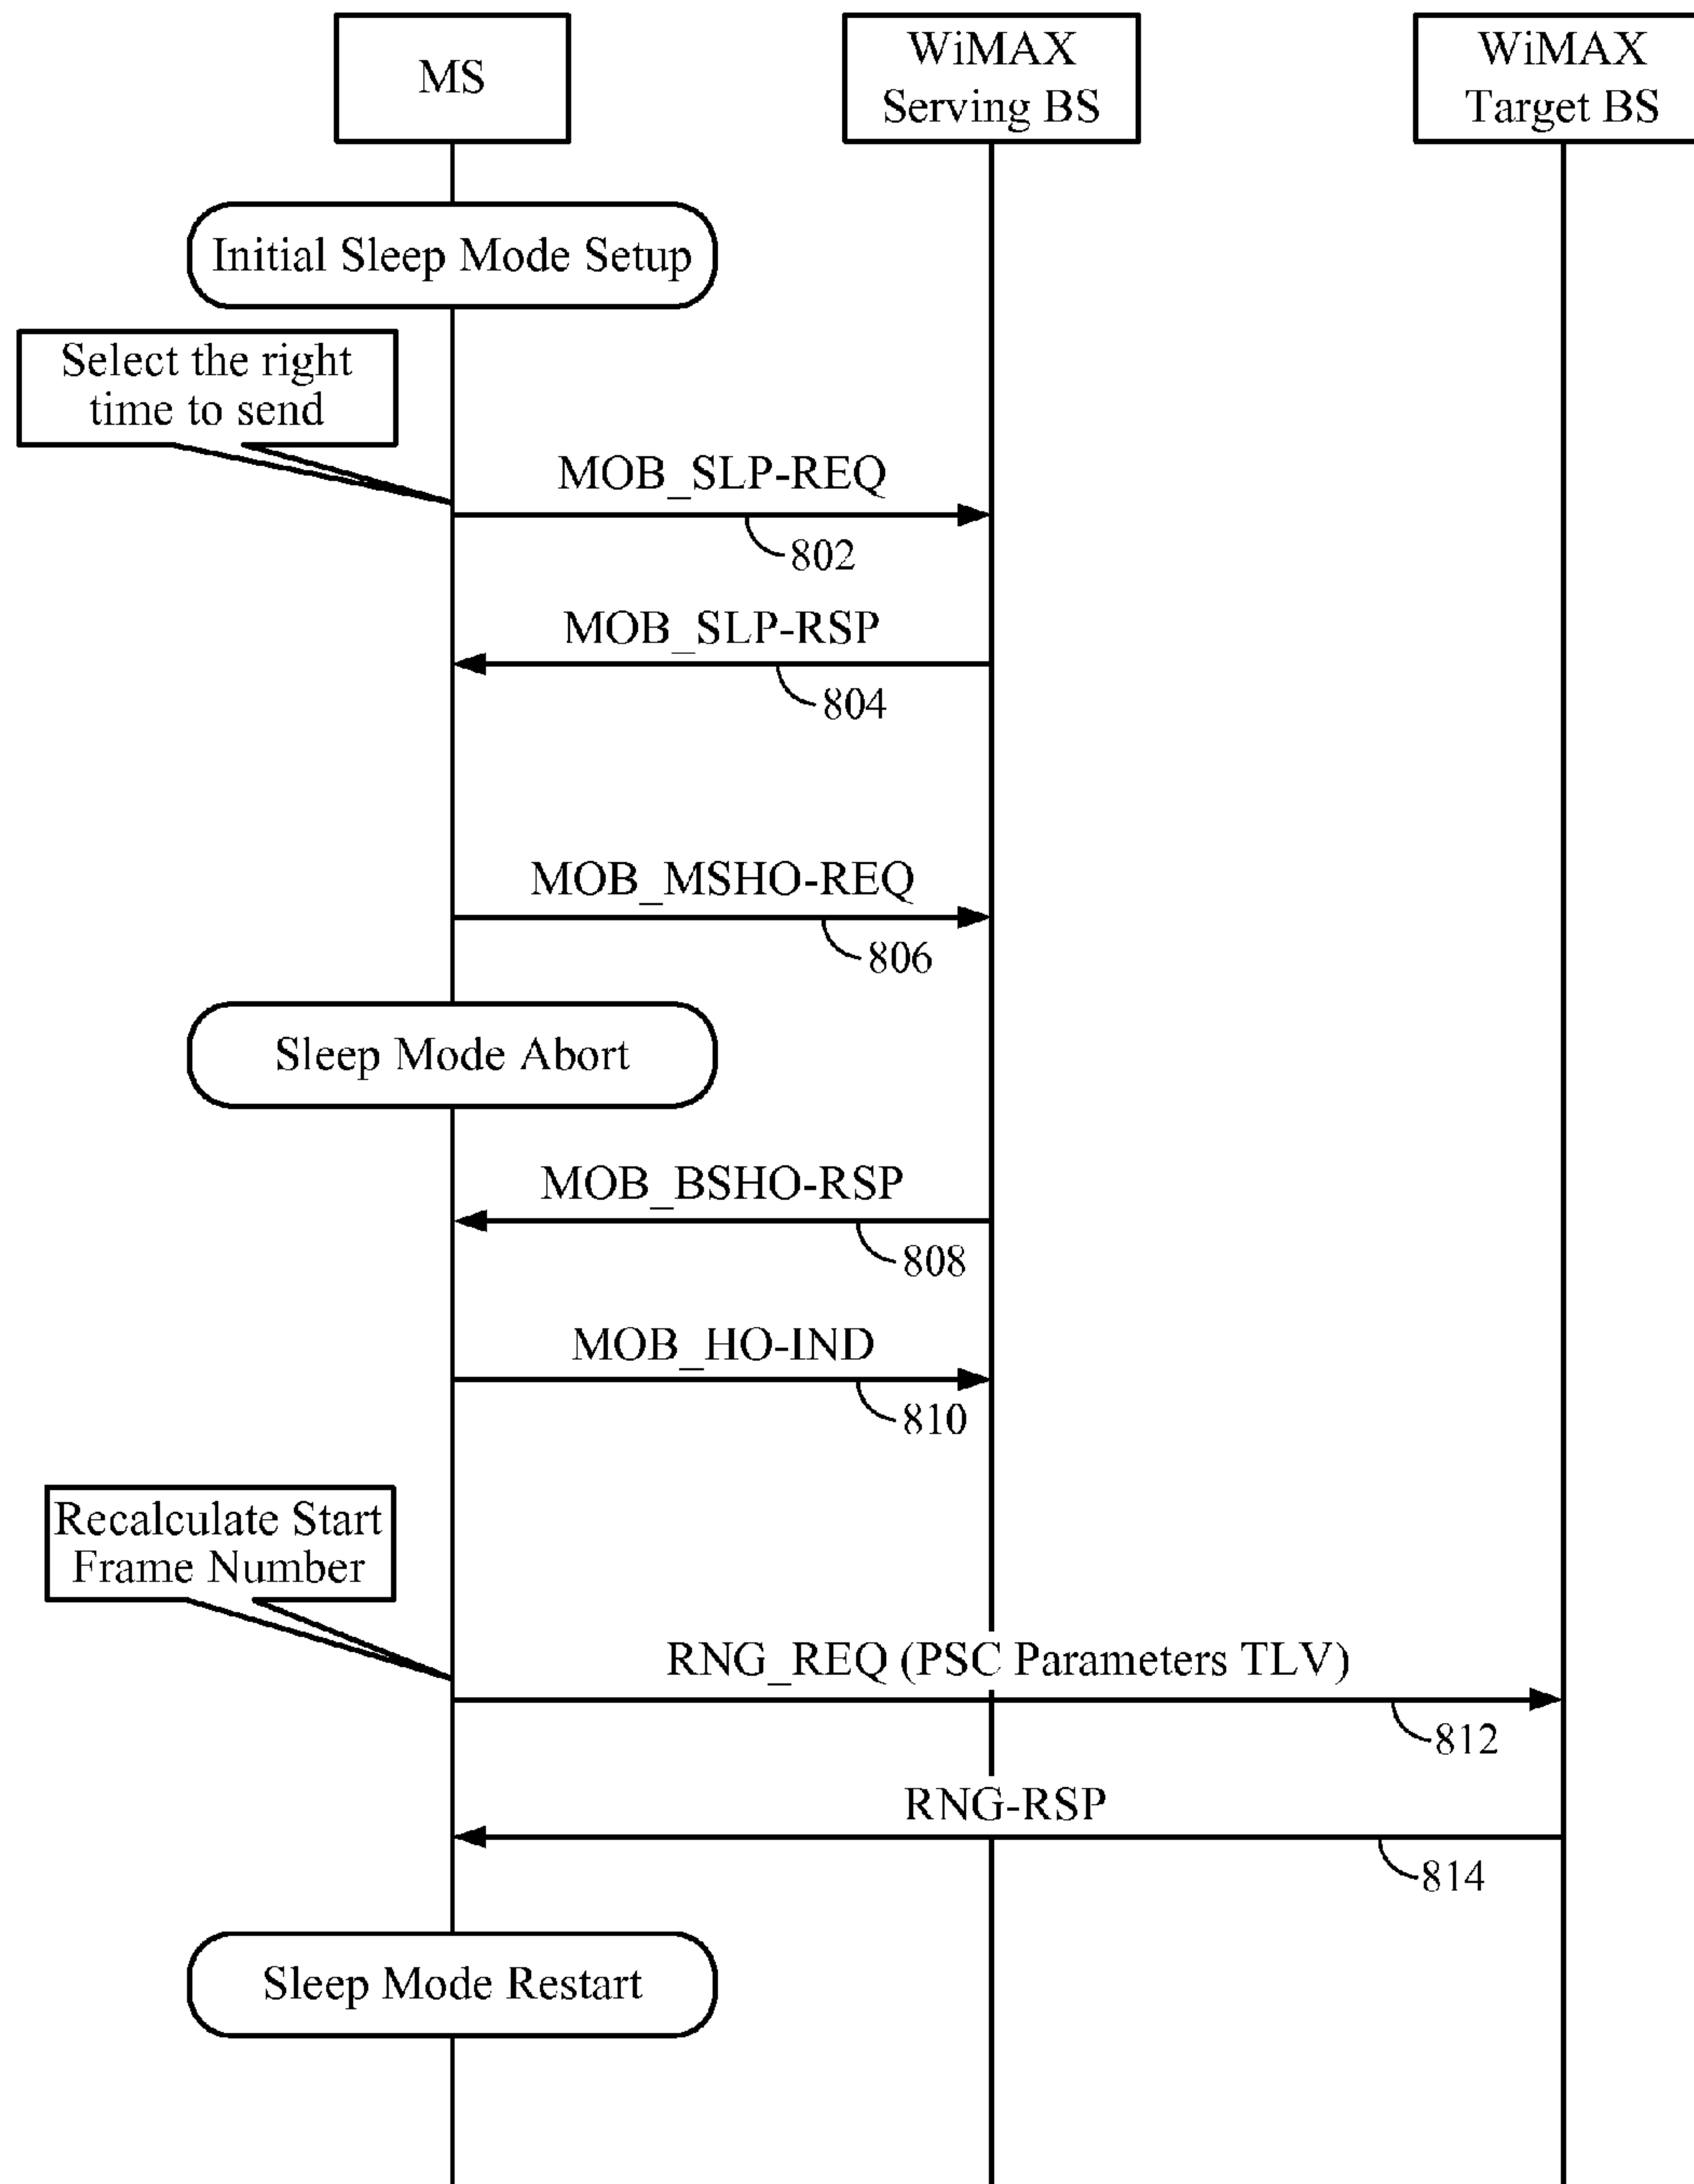 MS
WiMAX
Serving BS
WiMAX
Target BS
Initial Sleep Mode Setup
Select the right
time to send
MOB_SLP-REQ
802
MOB_SLP-RSP
804
MOB_MSHO-REQ
806
Sleep Mode Abort
MOB_BSHO-RSP
808
MOB_HO-IND
810
Recalculate Start
Frame Number
RNG_REQ (PSC Parameters TLV)
812
RNG-RSP
814
Sleep Mode Restart